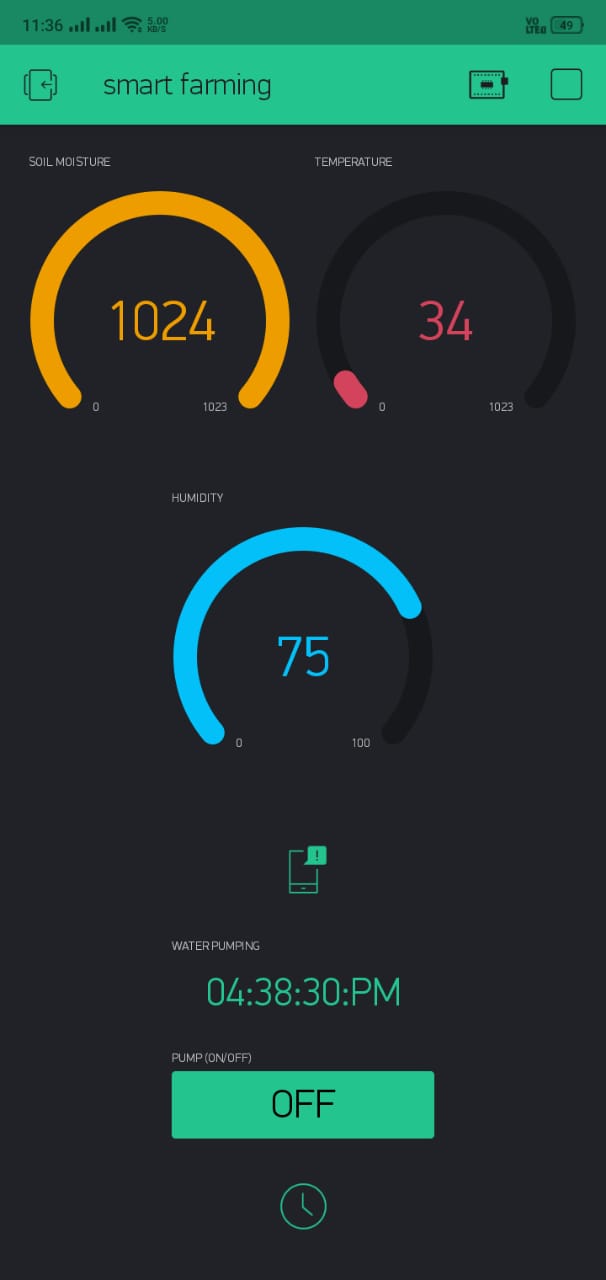 11:36 5.00 KB/S VO LTE 49
smart farming
SOIL MOISTURE TEMPERATURE
1024 34
0 1023 0 1023
HUMIDITY
75
0 100
!
WATER PUMPING
04:38:30:PM
PUMP (ON/OFF)
OFF